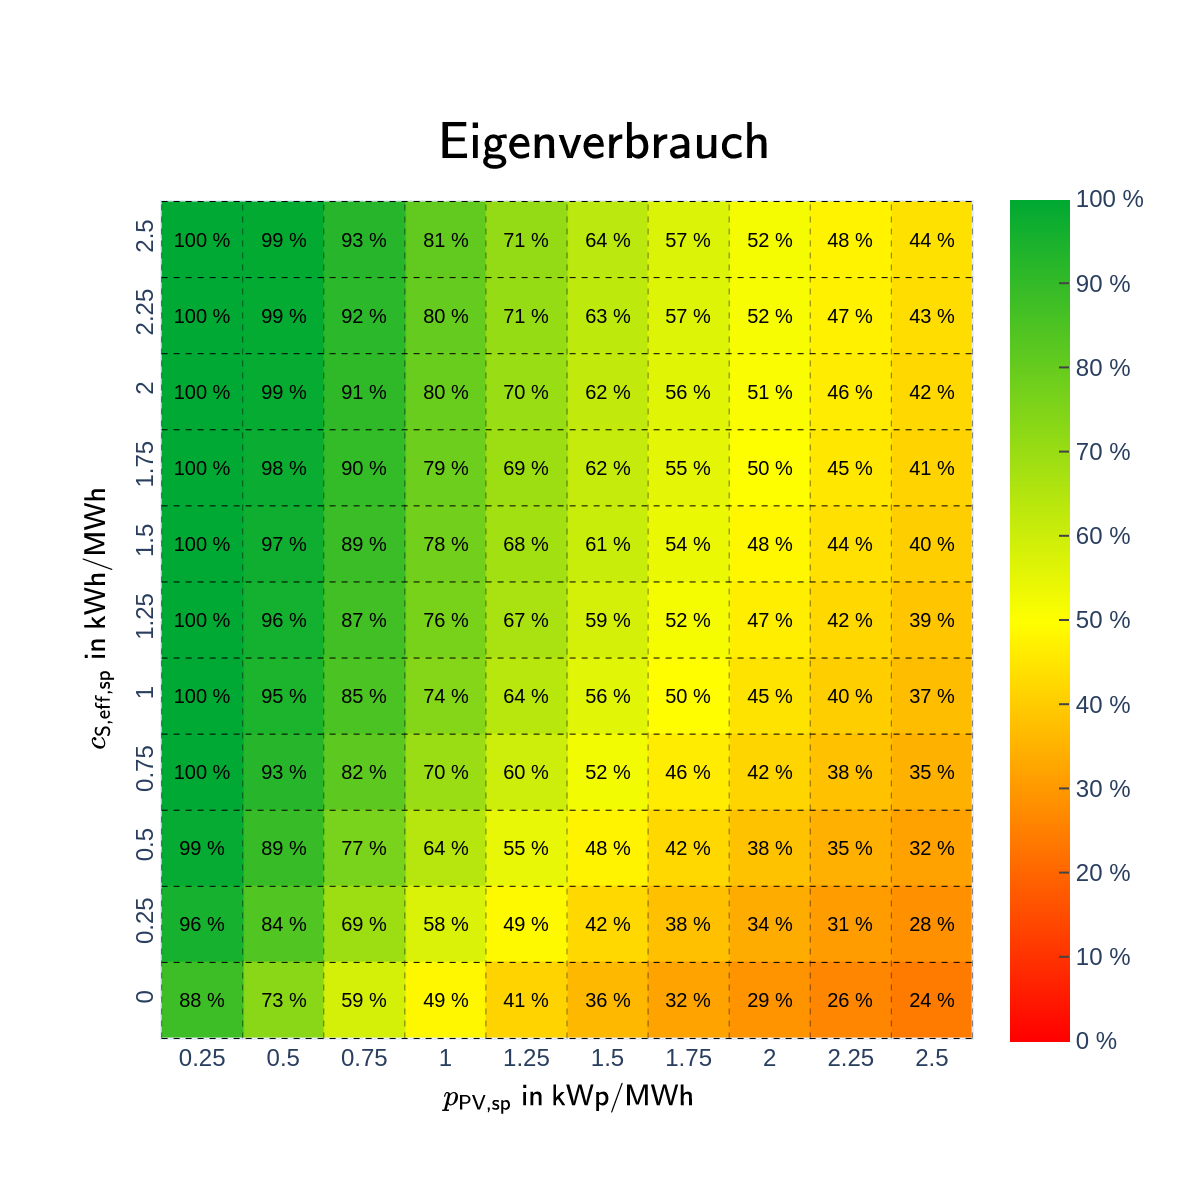 Eigenverbrauch
2.5 100 % 99 % 93 % 81 % 71 % 64 % 57 % 52 % 48 % 44 %
2.25 100 % 99 % 92 % 80 % 71 % 63 % 57 % 52 % 47 % 43 %
2 100 % 99 % 91 % 80 % 70 % 62 % 56 % 51 % 46 % 42 %
1.75 100 % 98 % 90 % 79 % 69 % 62 % 55 % 50 % 45 % 41 %
1.5 100 % 97 % 89 % 78 % 68 % 61 % 54 % 48 % 44 % 40 %
1.25 100 % 96 % 87 % 76 % 67 % 59 % 52 % 47 % 42 % 39 %
1 100 % 95 % 85 % 74 % 64 % 56 % 50 % 45 % 40 % 37 %
0.75 100 % 93 % 82 % 70 % 60 % 52 % 46 % 42 % 38 % 35 %
0.5 99 % 89 % 77 % 64 % 55 % 48 % 42 % 38 % 35 % 32 %
0.25 96 % 84 % 69 % 58 % 49 % 42 % 38 % 34 % 31 % 28 %
0 88 % 73 % 59 % 49 % 41 % 36 % 32 % 29 % 26 % 24 %
0.25 0.5 0.75 1 1.25 1.5 1.75 2 2.25 2.5
p PV,sp in kWp/MWh
c S,eff,sp in kWh/MWh
100 %
90 %
80 %
70 %
60 %
50 %
40 %
30 %
20 %
10 %
0 %